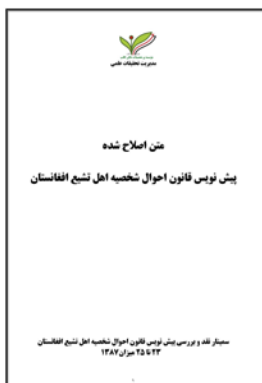 مدیریت تحقیقات علمی
متن اصلاح شده
پیش نویس قانون احوال شخصیه اهل تشیع افغانستان
سمینار نقد و بررسی پیش نویس قانون احوال شخصیه اهل تشیع افغانستان
۲۳ تا ۲۵ میزان ۱۳۸۷